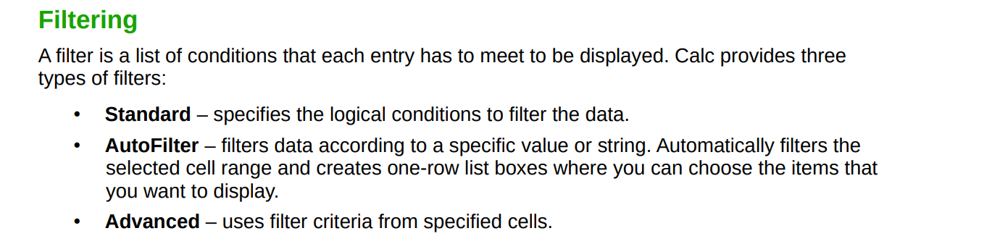 Filtering
A filter is a list of conditions that each entry has to meet to be displayed. Calc provides three
types of filters:
• Standard – specifies the logical conditions to filter the data.
• AutoFilter – filters data according to a specific value or string. Automatically filters the
selected cell range and creates one-row list boxes where you can choose the items that
you want to display.
• Advanced – uses filter criteria from specified cells.